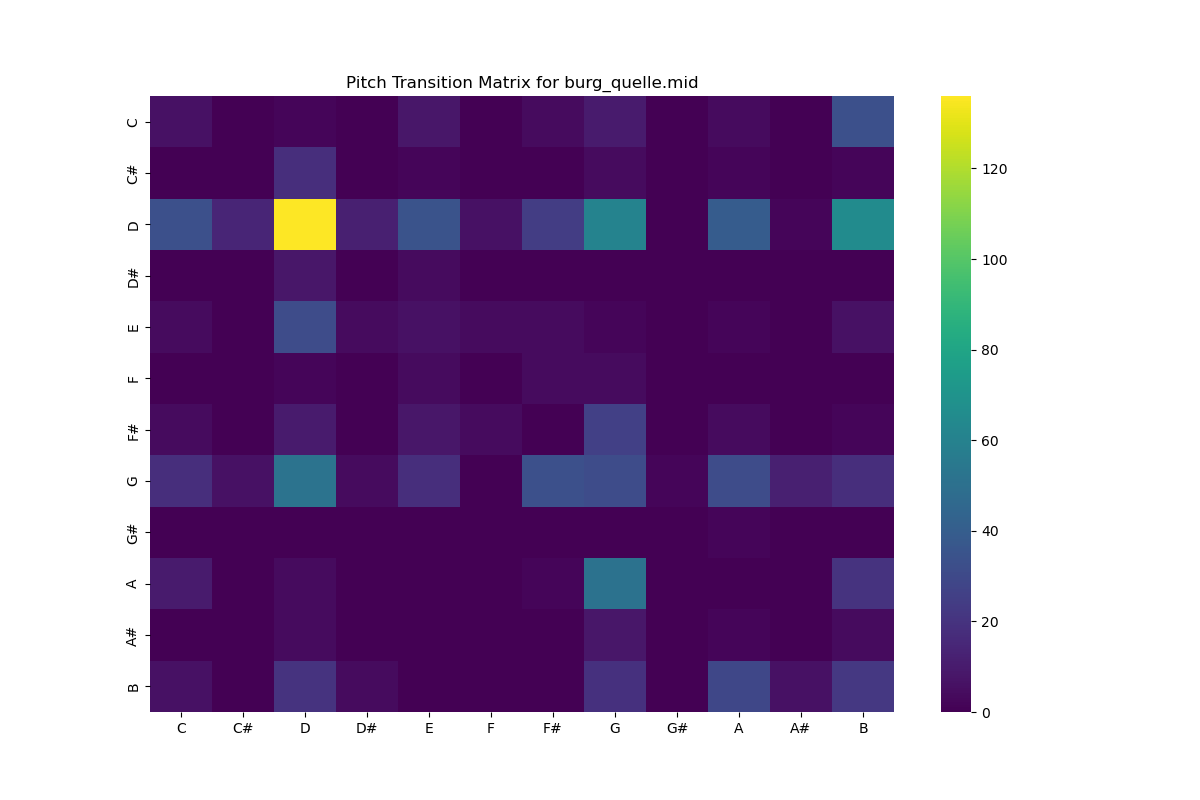 Pitch Transition Matrix for burg_quelle.mid
C
C#
D
D#
E
F
F#
G
G#
A
A#
B
C C# D D# E F F# G G# A A# B
120
100
80
60
40
20
0